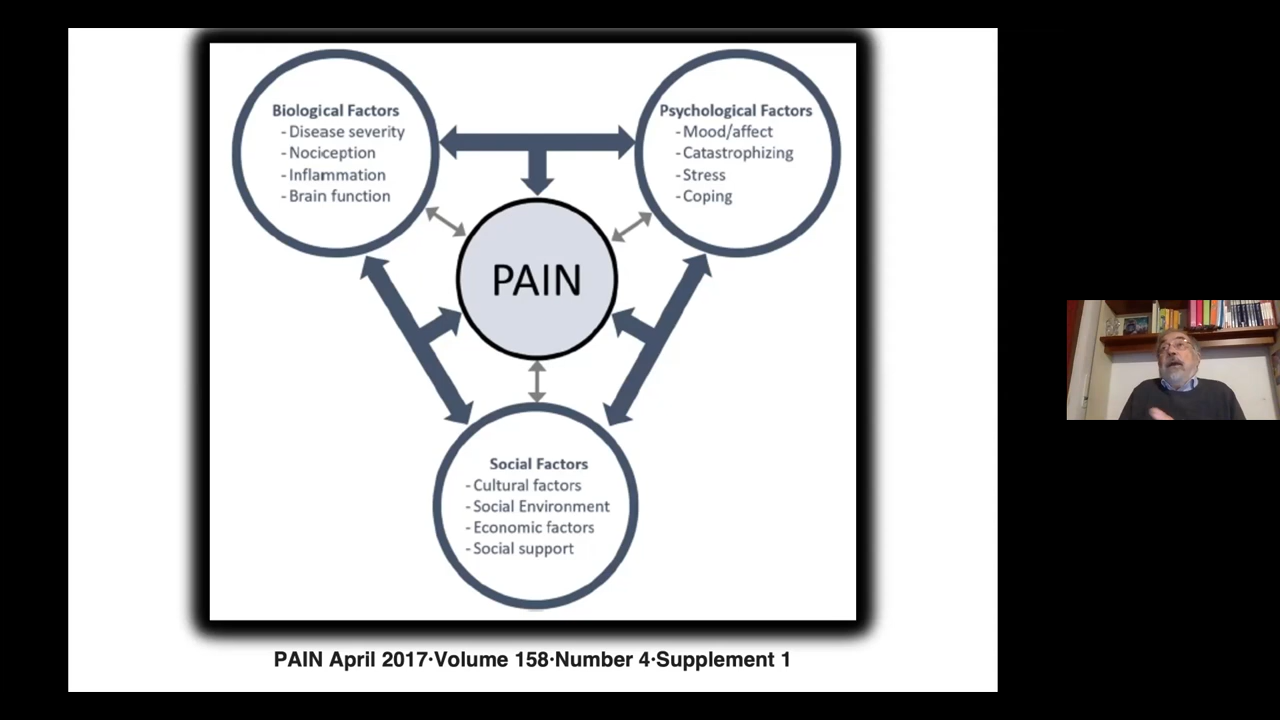 Biological Factors
- Disease severity
- Nociception
- Inflammation
- Brain function
Psychological Factors
- Mood/affect
- Catastrophizing
- Stress
- Coping
PAIN
Social Factors
- Cultural factors
- Social Environment
- Economic factors
- Social support
PAIN April 2017·Volume 158·Number 4·Supplement 1